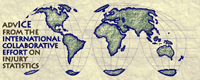 advICE
FROM THE
INTERNATIONAL
COLLABORATIVE
EFFORT ON
INJURY
STATISTICS